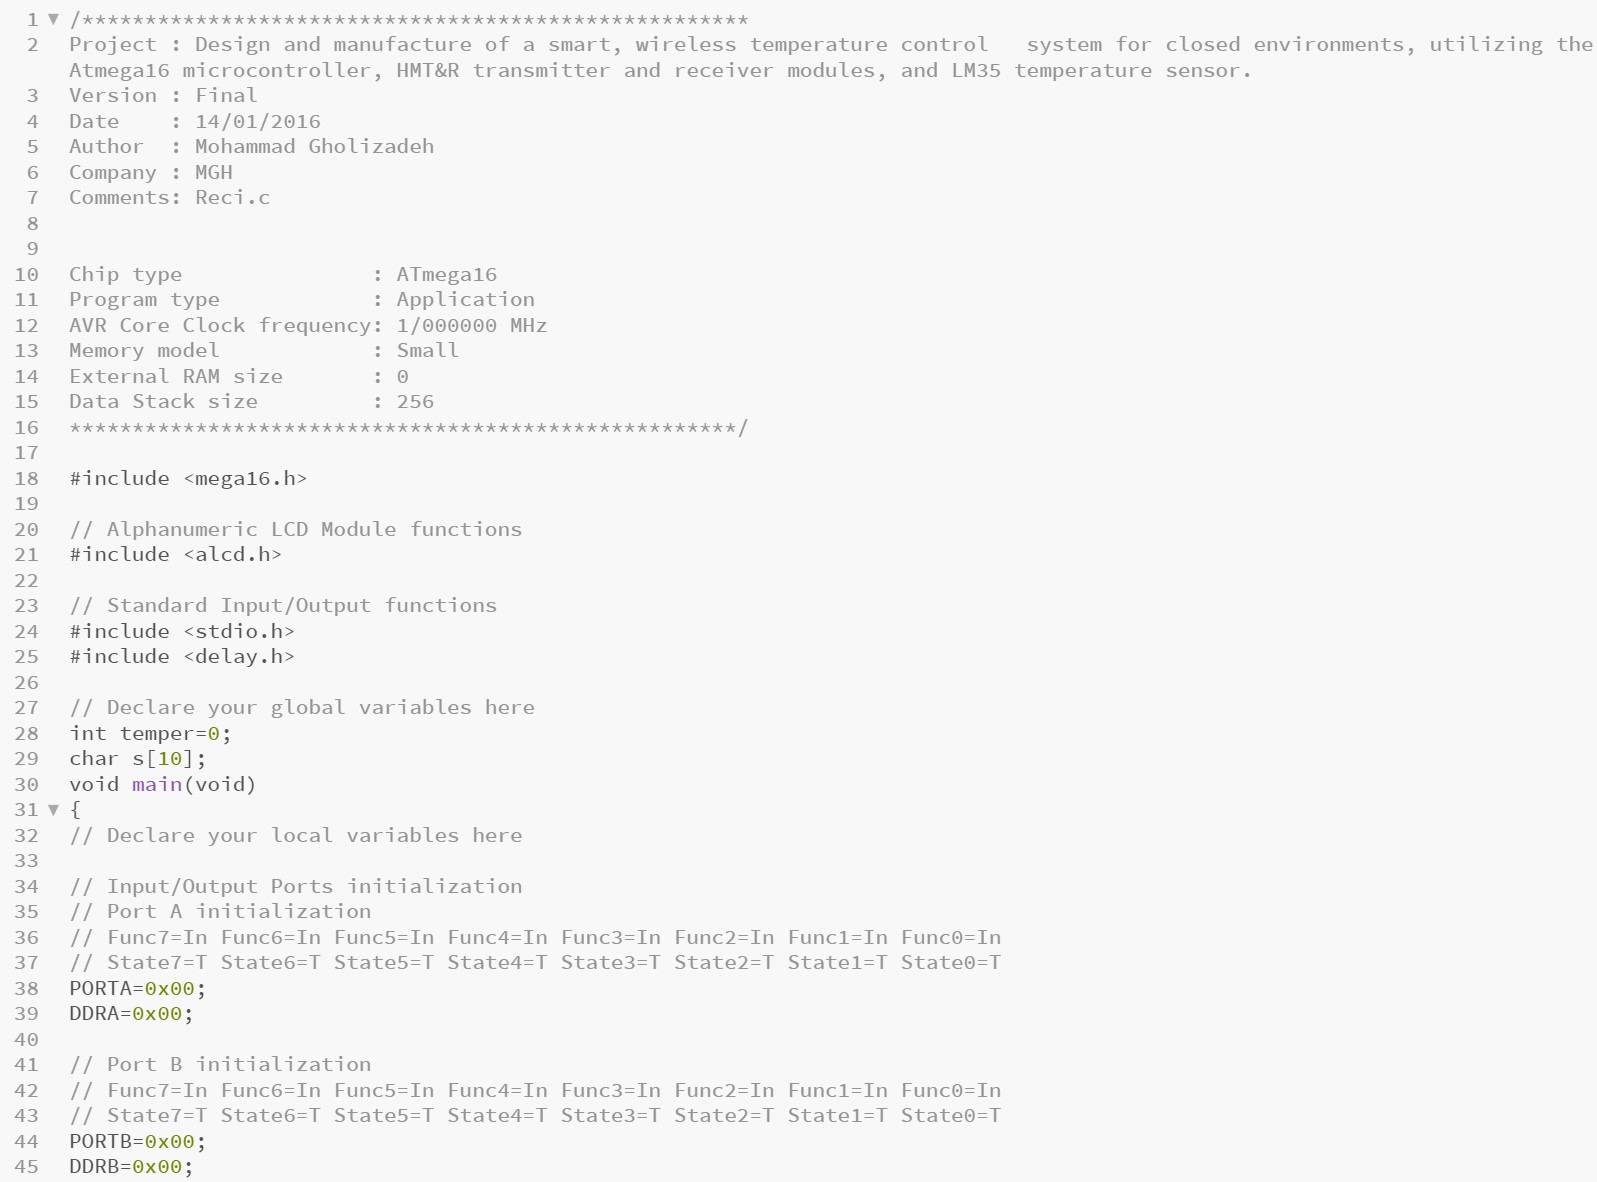 1 ▼ /*****************************************************
2 Project : Design and manufacture of a smart, wireless temperature control   system for closed environments, utilizing the
Atmega16 microcontroller, HMT&R transmitter and receiver modules, and LM35 temperature sensor.
3 Version : Final
4 Date    : 14/01/2016
5 Author  : Mohammad Gholizadeh
6 Company : MGH
7 Comments: Reci.c
8
9
10 Chip type               : ATmega16
11 Program type            : Application
12 AVR Core Clock frequency: 1/000000 MHz
13 Memory model            : Small
14 External RAM size       : 0
15 Data Stack size         : 256
16 *****************************************************/
17
18 #include <mega16.h>
19
20 // Alphanumeric LCD Module functions
21 #include <alcd.h>
22
23 // Standard Input/Output functions
24 #include <stdio.h>
25 #include <delay.h>
26
27 // Declare your global variables here
28 int temper=0;
29 char s[10];
30 void main(void)
31 ▼ {
32 // Declare your local variables here
33
34 // Input/Output Ports initialization
35 // Port A initialization
36 // Func7=In Func6=In Func5=In Func4=In Func3=In Func2=In Func1=In Func0=In
37 // State7=T State6=T State5=T State4=T State3=T State2=T State1=T State0=T
38 PORTA=0x00;
39 DDRA=0x00;
40
41 // Port B initialization
42 // Func7=In Func6=In Func5=In Func4=In Func3=In Func2=In Func1=In Func0=In
43 // State7=T State6=T State5=T State4=T State3=T State2=T State1=T State0=T
44 PORTB=0x00;
45 DDRB=0x00;